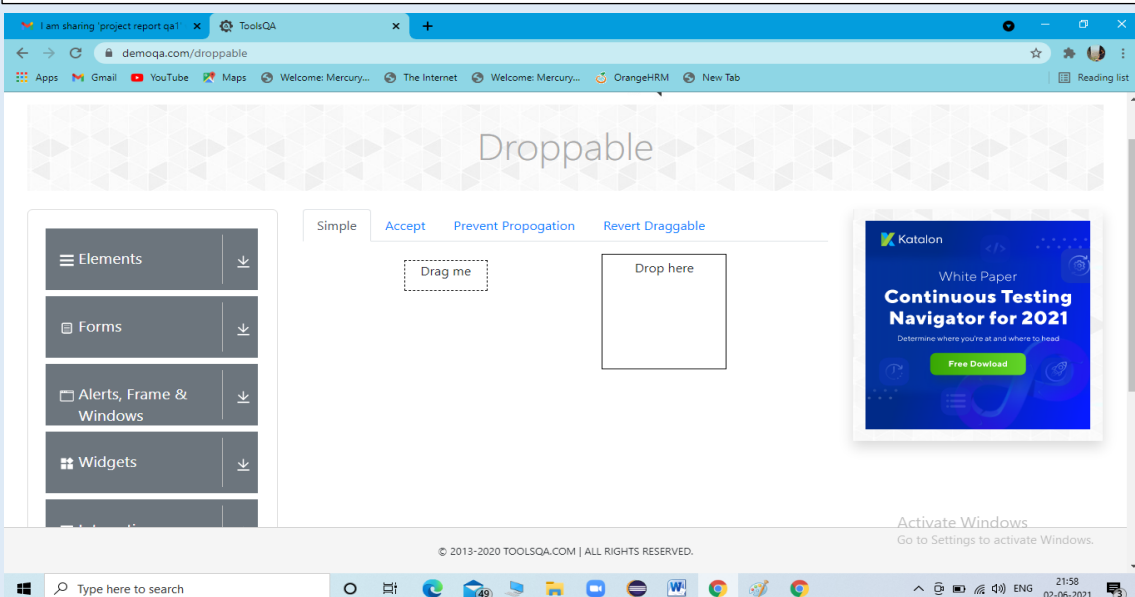 I am sharing 'project report qa1'
ToolsQA
demoqa.com/droppable
Apps
Gmail
YouTube
Maps
Welcome: Mercury...
The Internet
Welcome: Mercury...
OrangeHRM
New Tab
Reading list
Droppable
Simple
Accept
Prevent Propogation
Revert Draggable
Elements
Forms
Alerts, Frame &
Windows
Widgets
Drag me
Drop here
Katalon
White Paper
Continuous Testing
Navigator for 2021
Determine where you're at and where to head
Free Dowload
Activate Windows
Go to Settings to activate Windows.
© 2013-2020 TOOLSQA.COM | ALL RIGHTS RESERVED.
Type here to search
49
W
ENG
21:58
02-06-2021
3